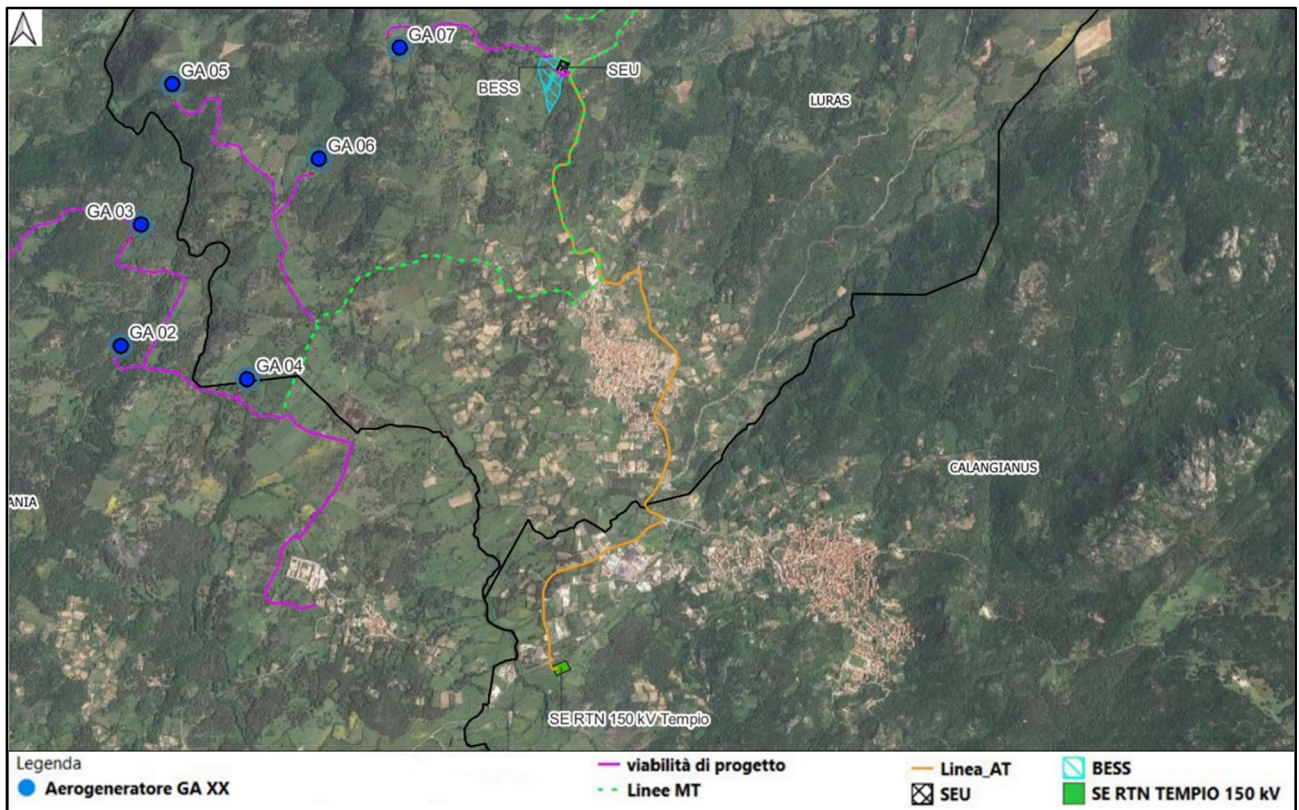 GA 07
GA 05
SEU
BESS
LURAS
GA 06
GA 03
GA 02
GA 04
CALANGIANUS
ANIA
SE RTN 150 kV Tempio
Legenda
Aerogeneratore GA XX
viabilità di progetto
Linee MT
Linea_AT
SEU
BESS
SE RTN TEMPIO 150 kV